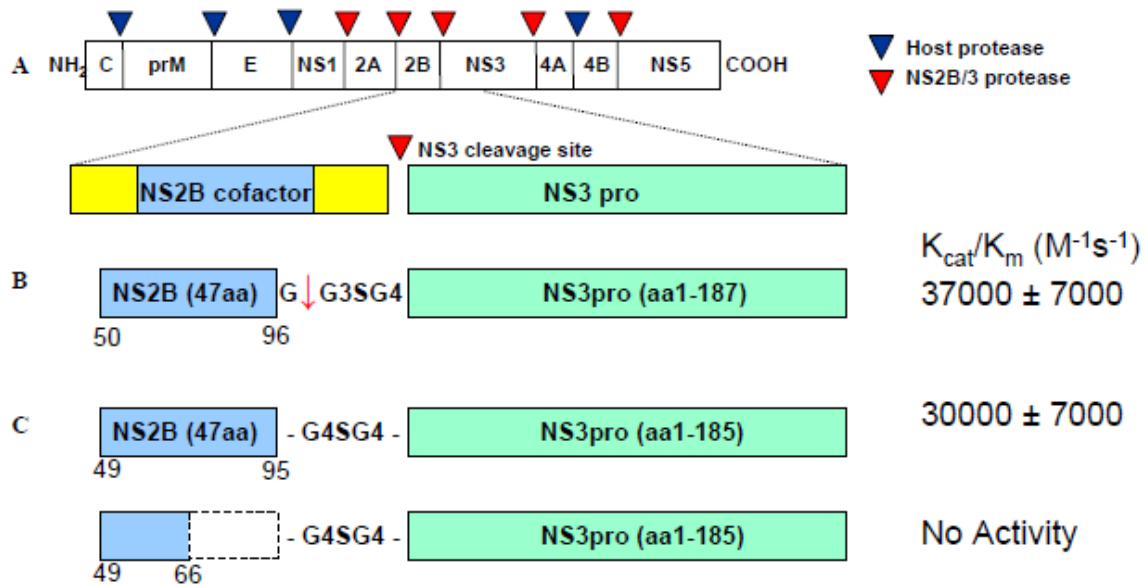 A NH₂ C prM E NS1 2A 2B NS3 4A 4B NS5 COOH
Host protease
NS2B/3 protease
NS3 cleavage site
NS2B cofactor NS3 pro
K_cat/K_m (M⁻¹s⁻¹)
B NS2B (47aa) G ↓ G3SG4 NS3pro (aa1-187) 37000 ± 7000
50 96
C NS2B (47aa) - G4SG4 - NS3pro (aa1-185) 30000 ± 7000
49 95
- G4SG4 - NS3pro (aa1-185) No Activity
49 66